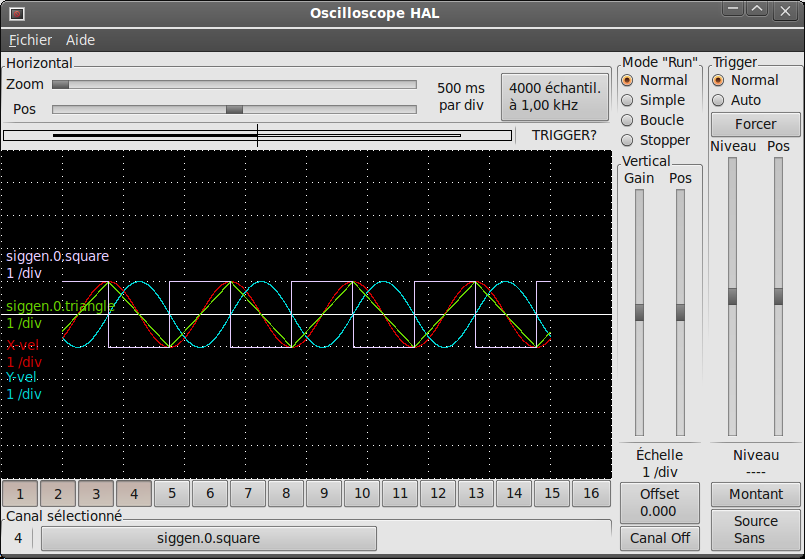 Oscilloscope HAL
Fichier Aide
Horizontal
Zoom
Pos
500 ms
par div
4000 échantil.
à 1,00 kHz
TRIGGER?
Mode "Run"
Normal
Simple
Boucle
Stopper
Trigger
Normal
Auto
Forcer
Vertical
Gain Pos
Niveau Pos
siggen.0.square
1 /div
siggen.0.triangle
1 /div
X-vel
1 /div
Y-vel
1 /div
Échelle
1 /div
Niveau
----
Offset
0.000
Montant
Canal Off
Source
Sans
1 2 3 4 5 6 7 8 9 10 11 12 13 14 15 16
Canal sélectionné
4 siggen.0.square